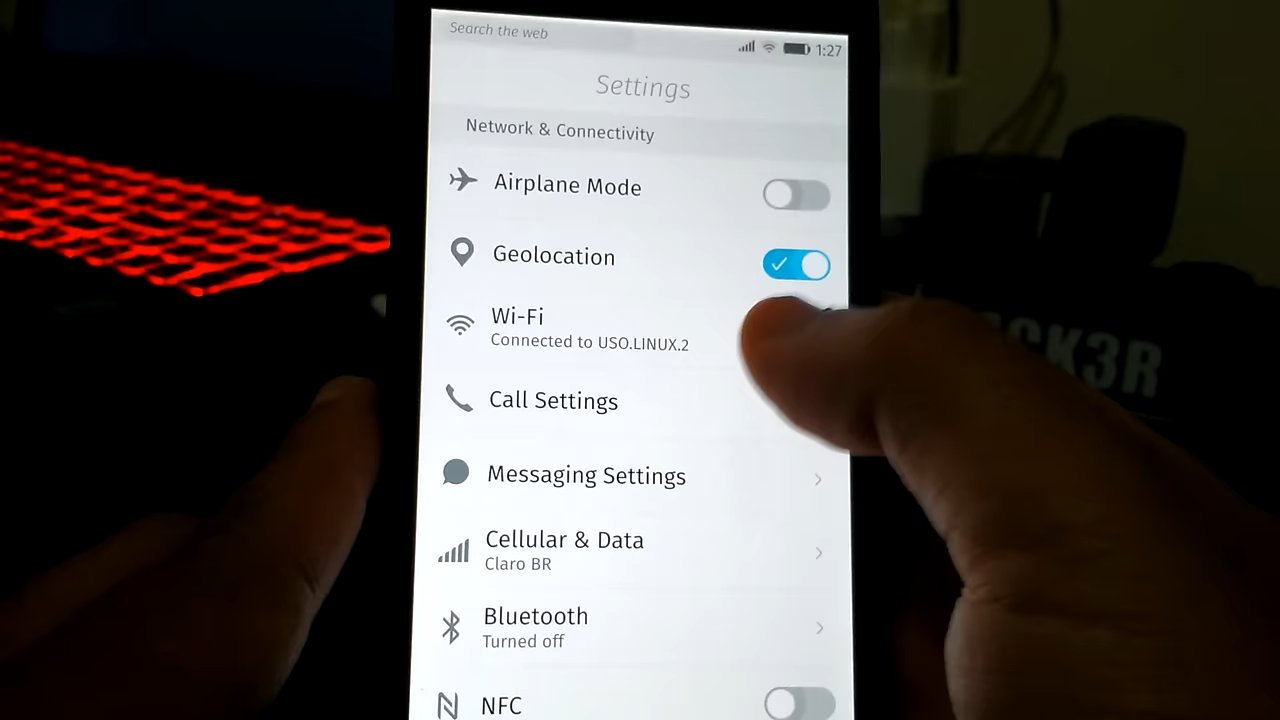 Search the web
1:27
Settings
Network & Connectivity
Airplane Mode
Geolocation
Wi-Fi
Connected to USO.LINUX.2
Call Settings
Messaging Settings
Cellular & Data
Claro BR
Bluetooth
Turned off
NFC
CK3R